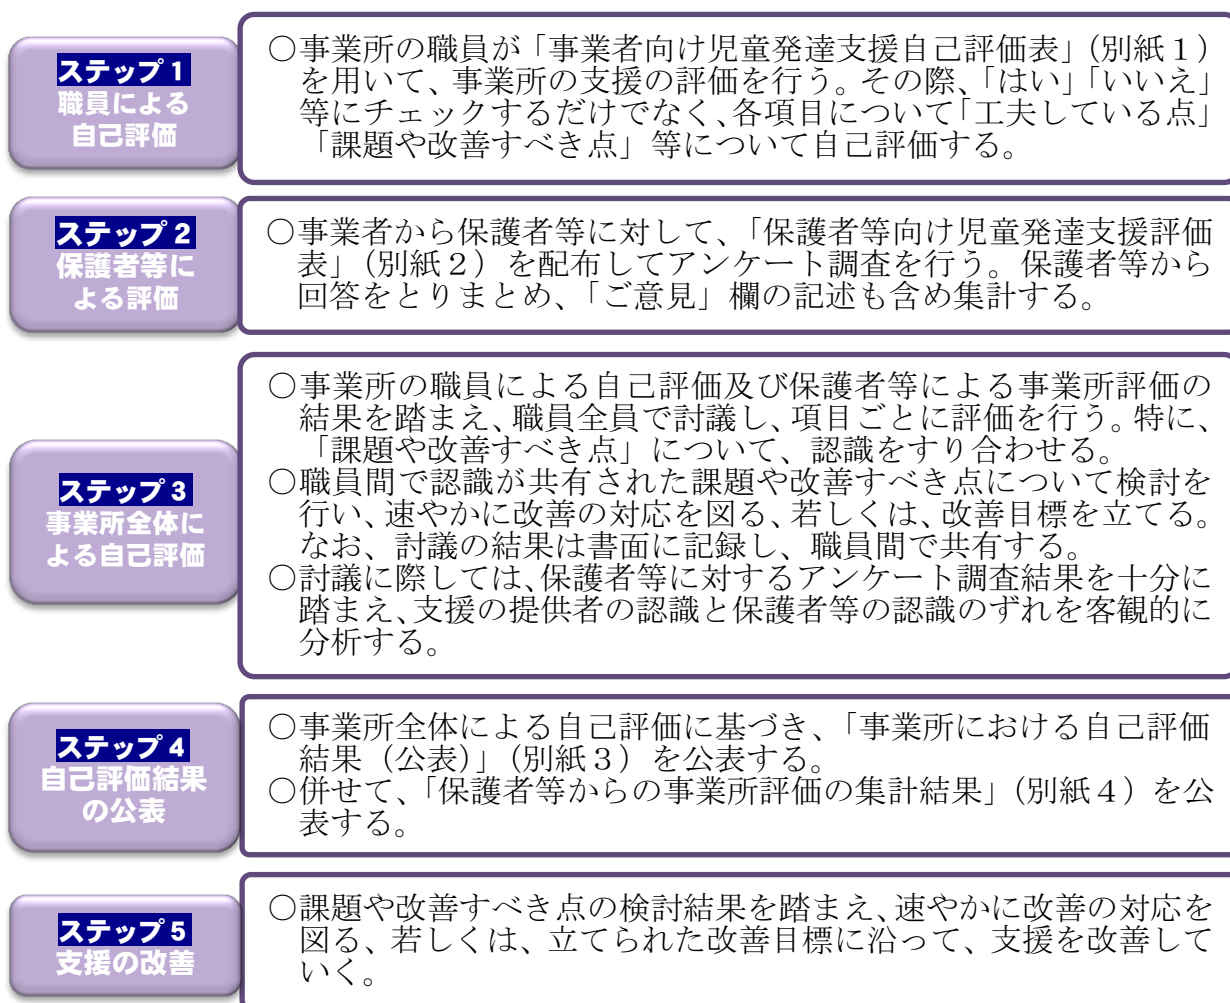 ステップ1
職員による
自己評価
○事業所の職員が「事業者向け児童発達支援自己評価表」(別紙1)
を用いて、事業所の支援の評価を行う。その際、「はい」「いいえ」
等にチェックするだけでなく、各項目について「工夫している点」
「課題や改善すべき点」等について自己評価する。
ステップ2
保護者等に
よる評価
○事業者から保護者等に対して、「保護者等向け児童発達支援評価
表」(別紙2)を配布してアンケート調査を行う。保護者等から
回答をとりまとめ、「ご意見」欄の記述も含め集計する。
ステップ3
事業所全体に
よる自己評価
○事業所の職員による自己評価及び保護者等による事業所評価の
結果を踏まえ、職員全員で討議し、項目ごとに評価を行う。特に、
「課題や改善すべき点」について、認識をすり合わせる。
○職員間で認識が共有された課題や改善すべき点について検討を
行い、速やかに改善の対応を図る、若しくは、改善目標を立てる。
なお、討議の結果は書面に記録し、職員間で共有する。
○討議に際しては、保護者等に対するアンケート調査結果を十分に
踏まえ、支援の提供者の認識と保護者等の認識のずれを客観的に
分析する。
ステップ4
自己評価結果
の公表
○事業所全体による自己評価に基づき、「事業所における自己評価
結果(公表)」(別紙3)を公表する。
○併せて、「保護者等からの事業所評価の集計結果」(別紙4)を公
表する。
ステップ5
支援の改善
○課題や改善すべき点の検討結果を踏まえ、速やかに改善の対応を
図る、若しくは、立てられた改善目標に沿って、支援を改善して
いく。